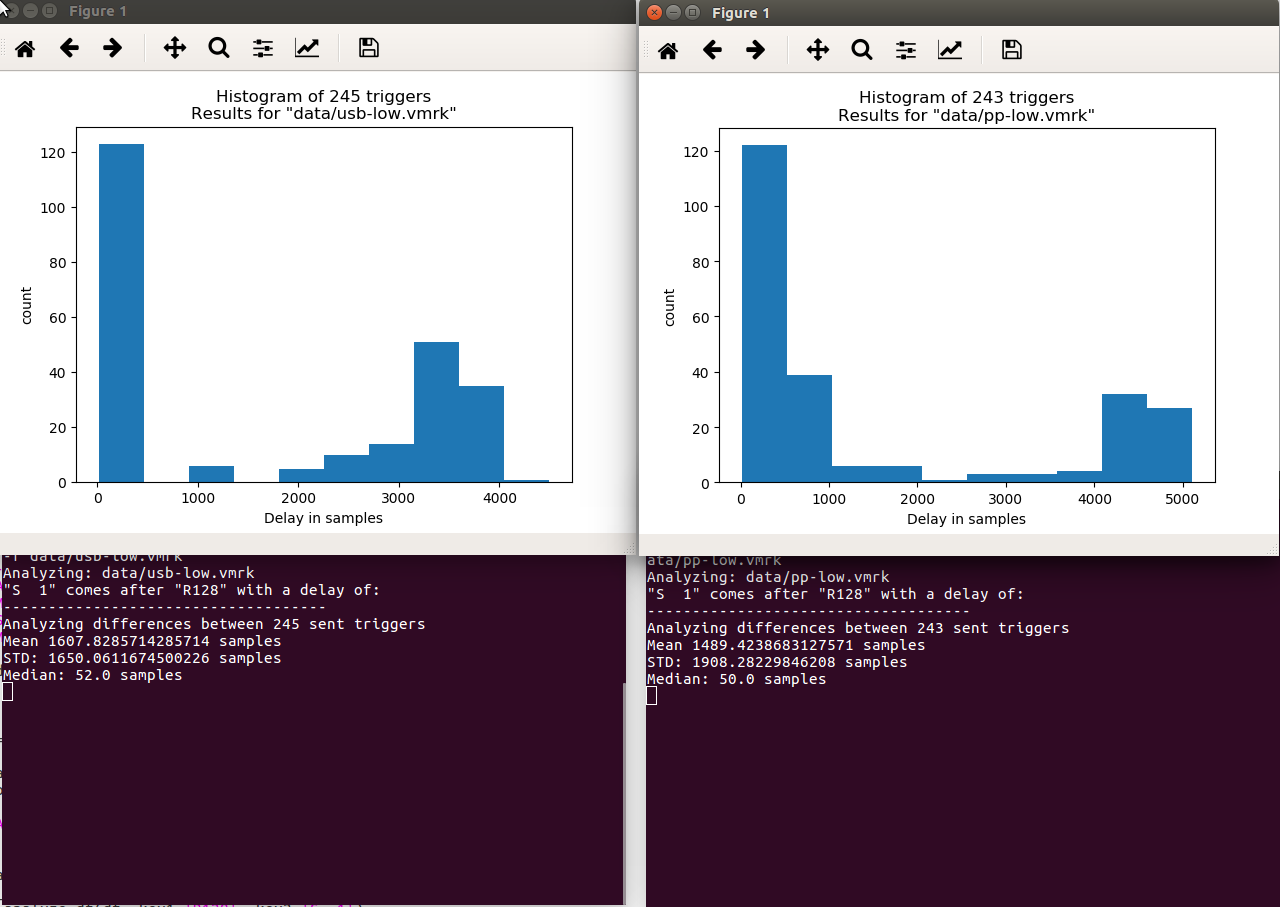 Figure 1
Histogram of 245 triggers
Results for "data/usb-low.vmrk"
120
100
80
60
40
20
0
count
0 1000 2000 3000 4000
Delay in samples
-f data/usb-low.vmrk
Analyzing: data/usb-low.vmrk
"S  1" comes after "R128" with a delay of:
-------------------------------------
Analyzing differences between 245 sent triggers
Mean 1607.8285714285714 samples
STD: 1650.0611674500226 samples
Median: 52.0 samples
Figure 1
Histogram of 243 triggers
Results for "data/pp-low.vmrk"
120
100
80
60
40
20
0
count
0 1000 2000 3000 4000 5000
Delay in samples
ata/pp-low.vmrk
Analyzing: data/pp-low.vmrk
"S  1" comes after "R128" with a delay of:
-------------------------------------
Analyzing differences between 243 sent triggers
Mean 1489.4238683127571 samples
STD: 1908.28229846208 samples
Median: 50.0 samples